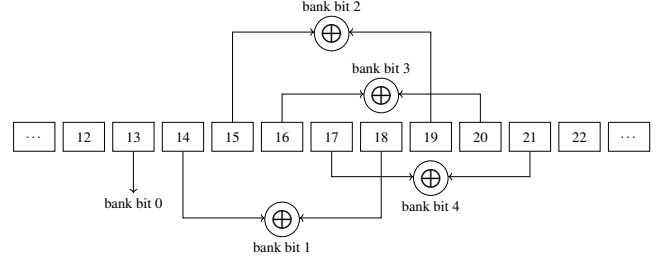 bank bit 2
bank bit 3
··· 12 13 14 15 16 17 18 19 20 21 22 ···
bank bit 0
bank bit 4
bank bit 1